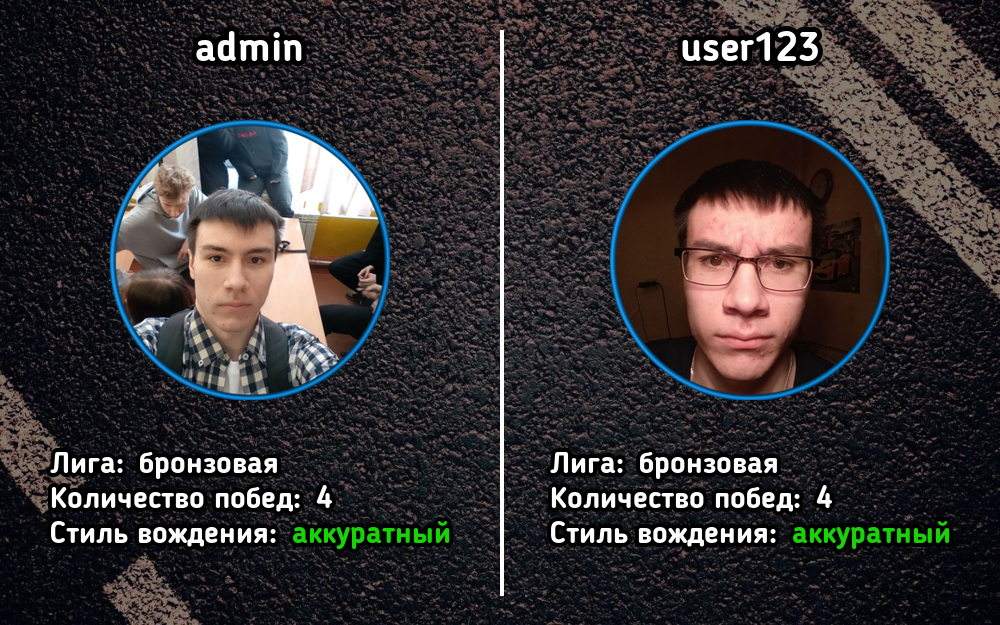 admin
user123
Лига: бронзовая
Количество побед: 4
Стиль вождения: аккуратный
Лига: бронзовая
Количество побед: 4
Стиль вождения: аккуратный